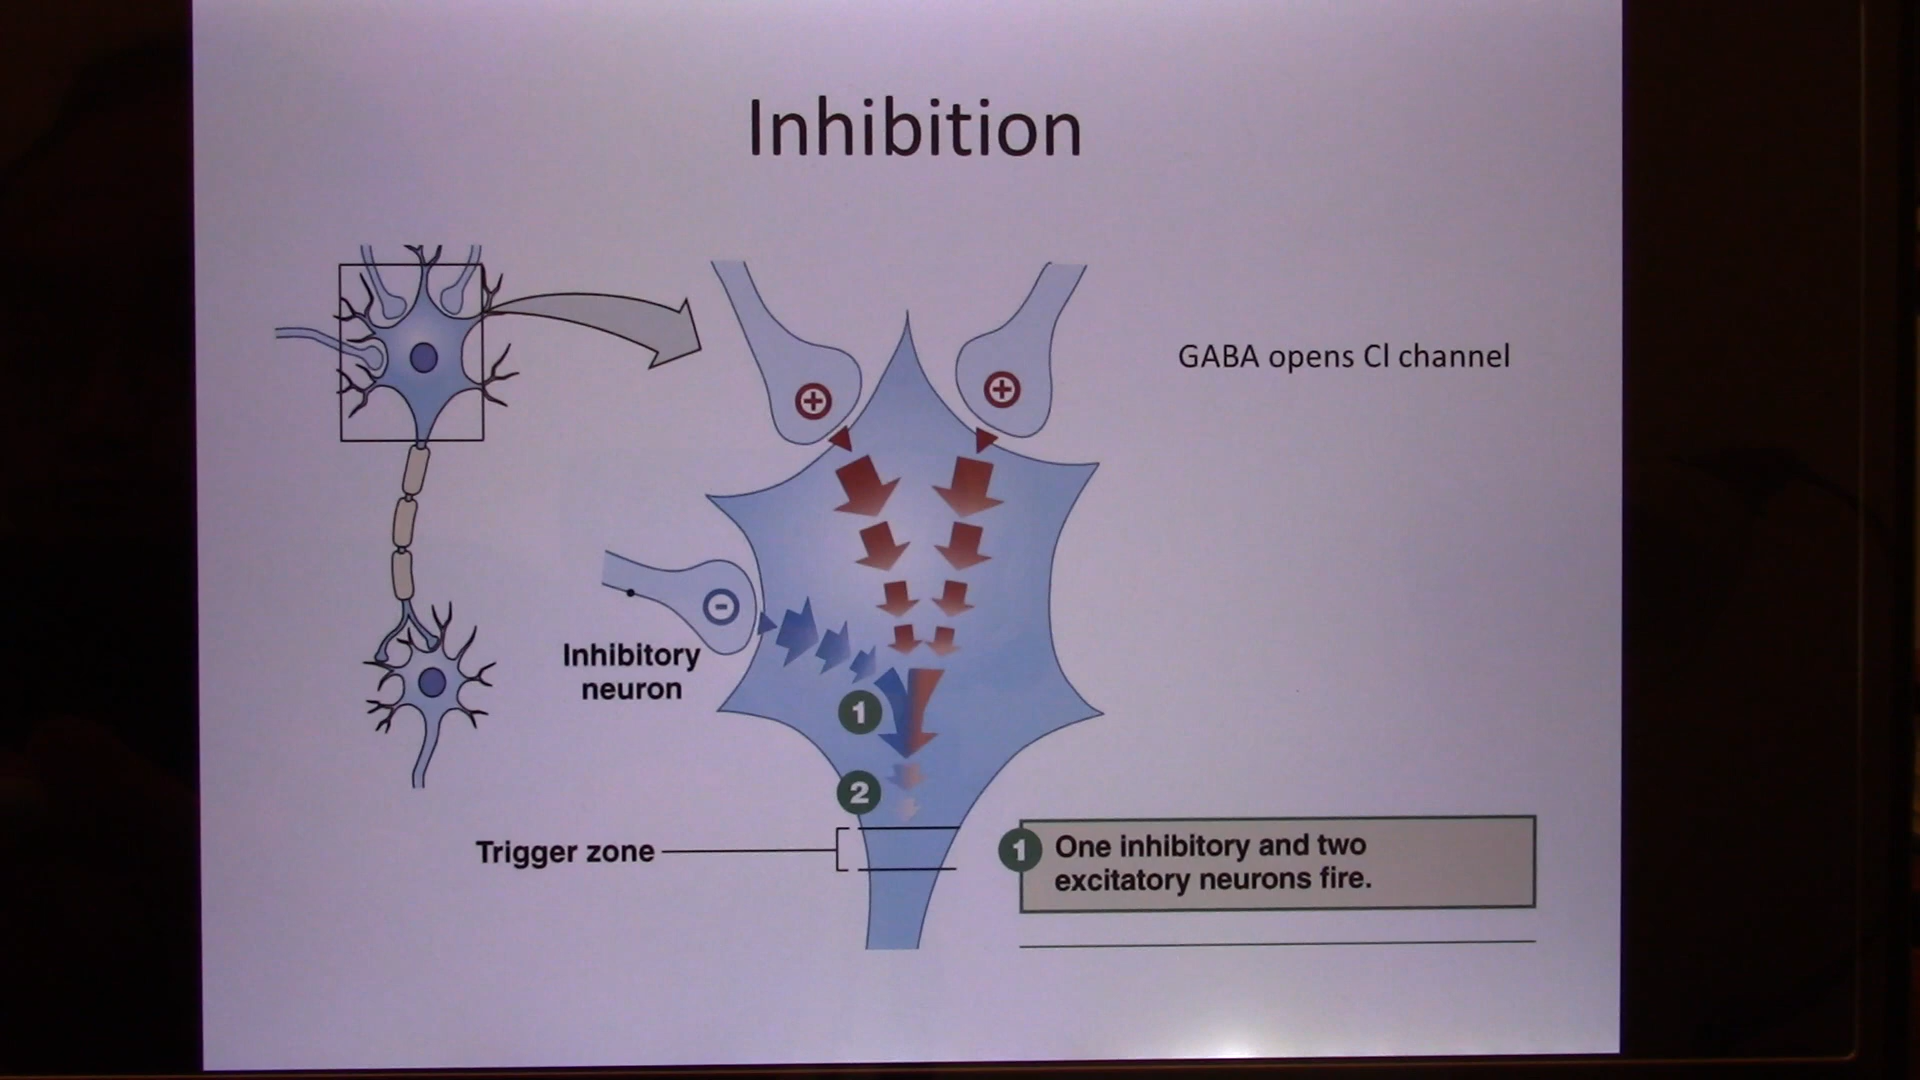 Inhibition
GABA opens Cl channel
+
+
-
Inhibitory
neuron
1
2
Trigger zone
1 One inhibitory and two
excitatory neurons fire.